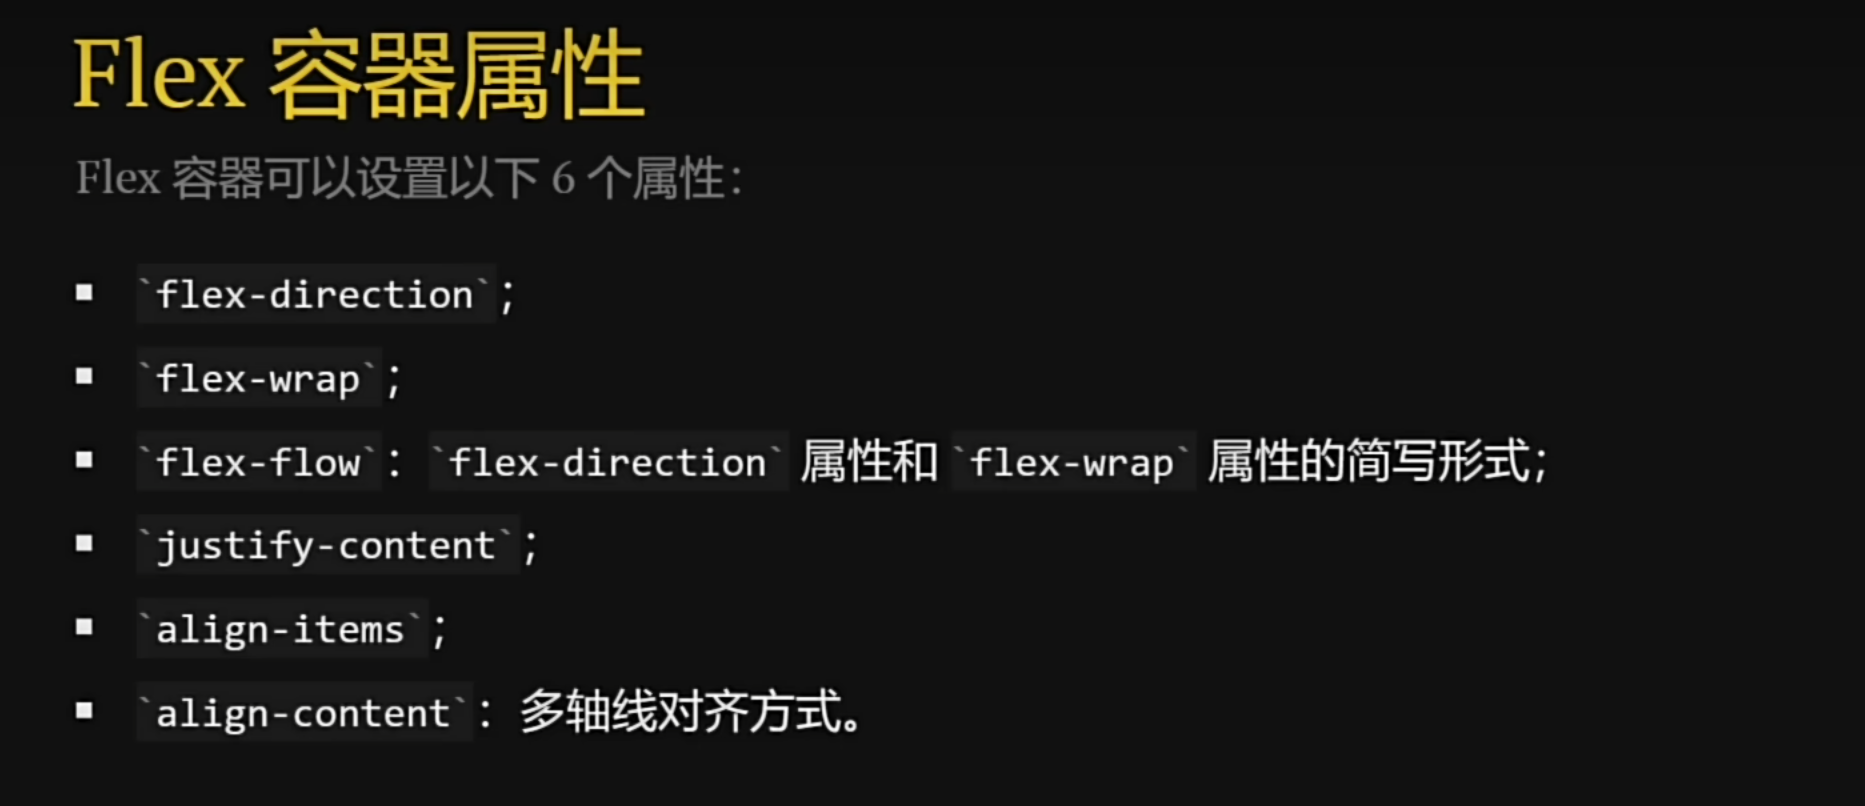 Flex 容器属性
Flex 容器可以设置以下 6 个属性：
▪ `flex-direction`；
▪ `flex-wrap`；
▪ `flex-flow`：`flex-direction` 属性和 `flex-wrap` 属性的简写形式；
▪ `justify-content`；
▪ `align-items`；
▪ `align-content`：多轴线对齐方式。